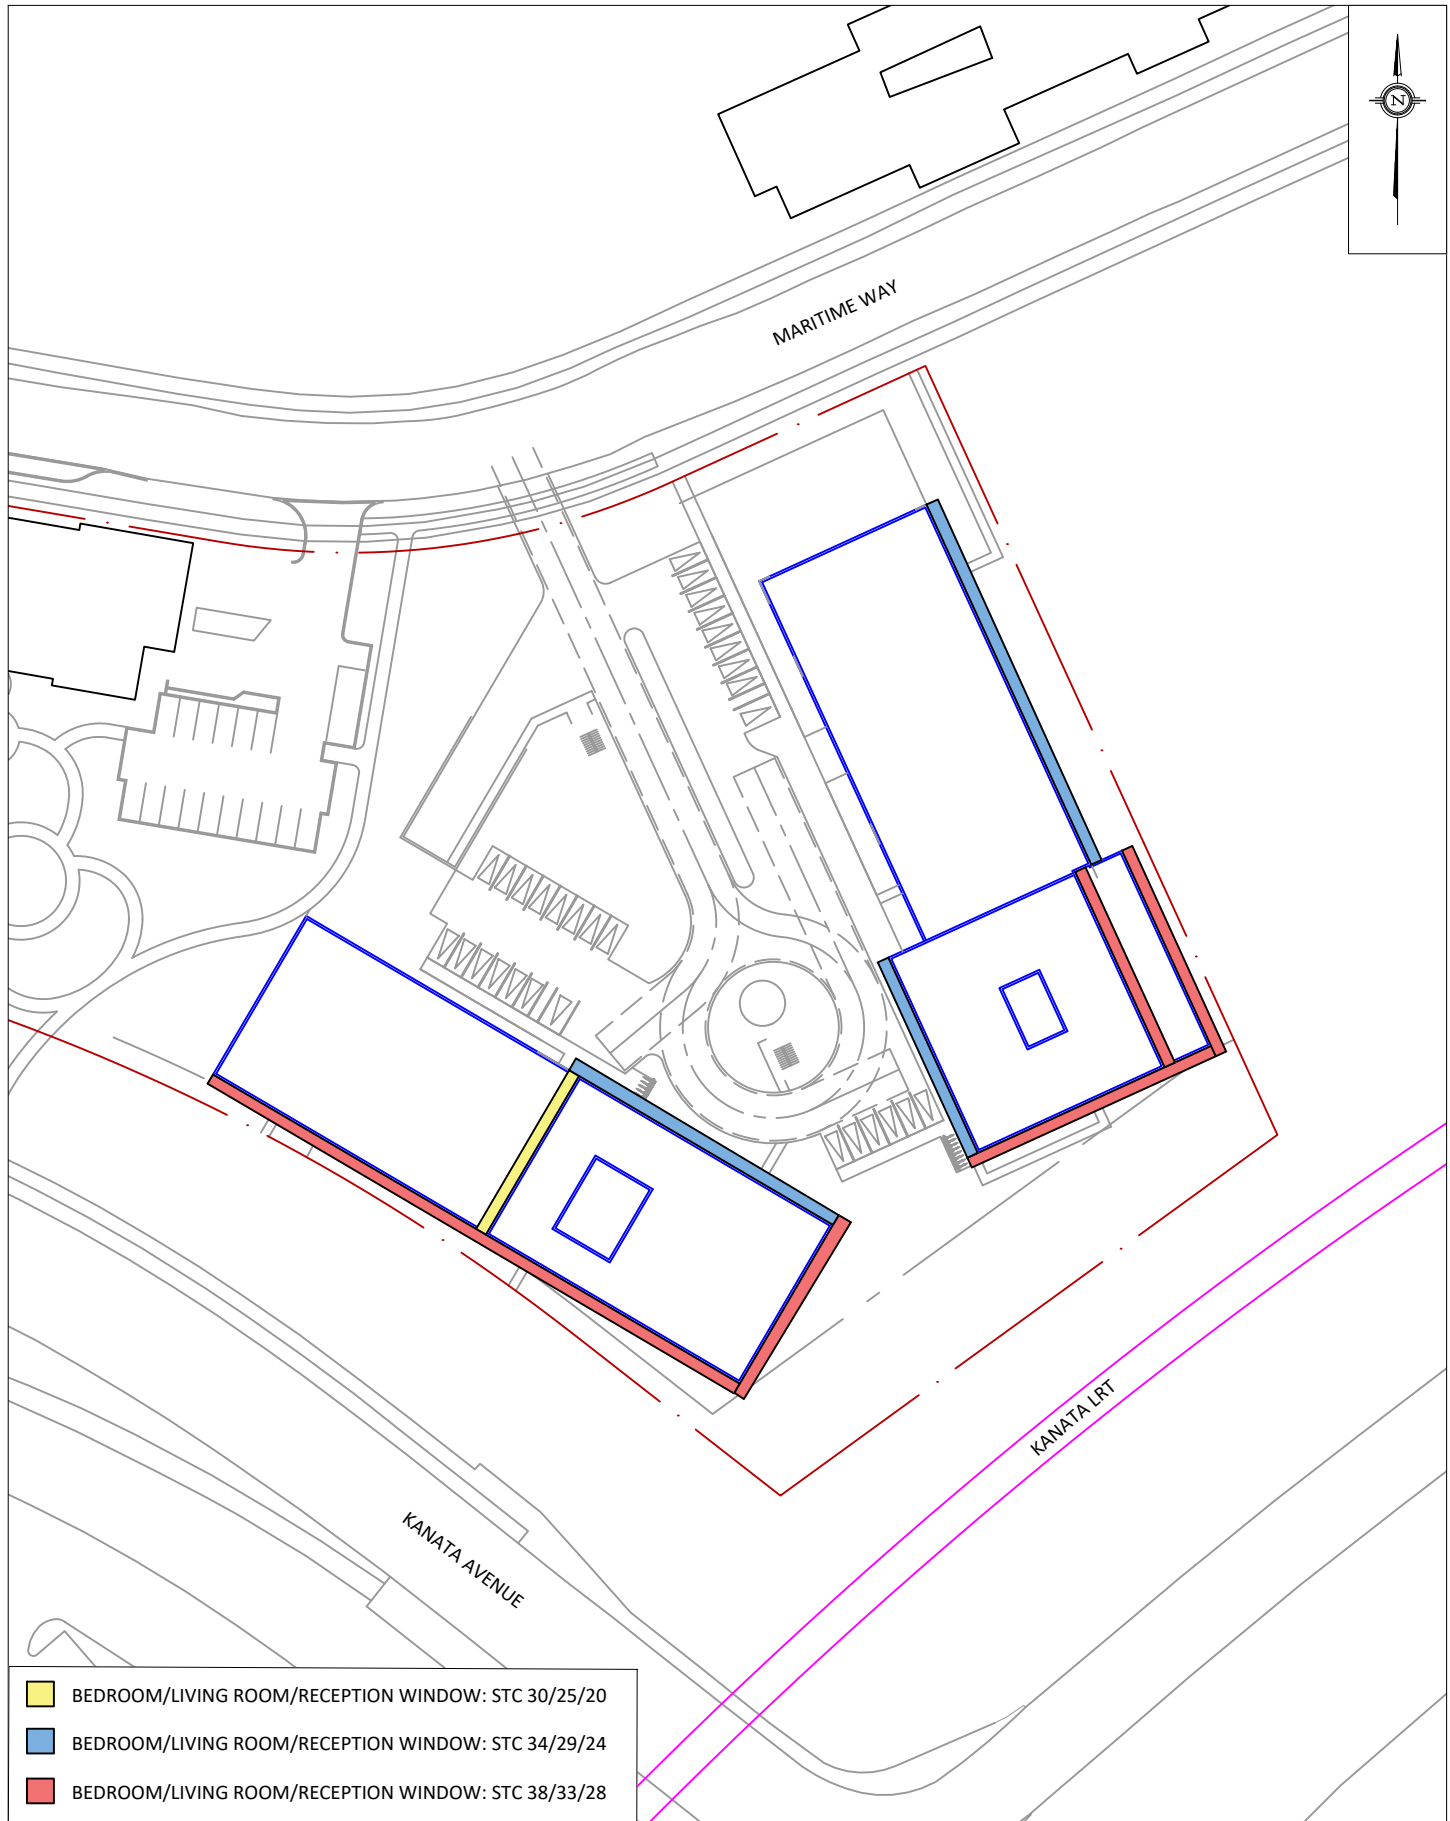 N
MARITIME WAY
KANATA LRT
KANATA AVENUE
BEDROOM/LIVING ROOM/RECEPTION WINDOW: STC 30/25/20
BEDROOM/LIVING ROOM/RECEPTION WINDOW: STC 34/29/24
BEDROOM/LIVING ROOM/RECEPTION WINDOW: STC 38/33/28